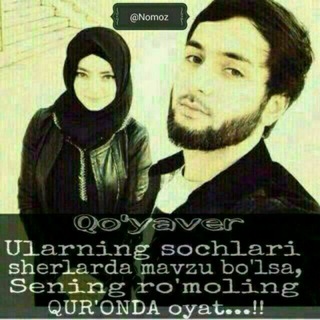 @Nomoz
Qo'yaver
Ularning sochlari
sherlarda mavzu bo'lsa,
Sening ro'moling
QUR'ONDA oyat...!!